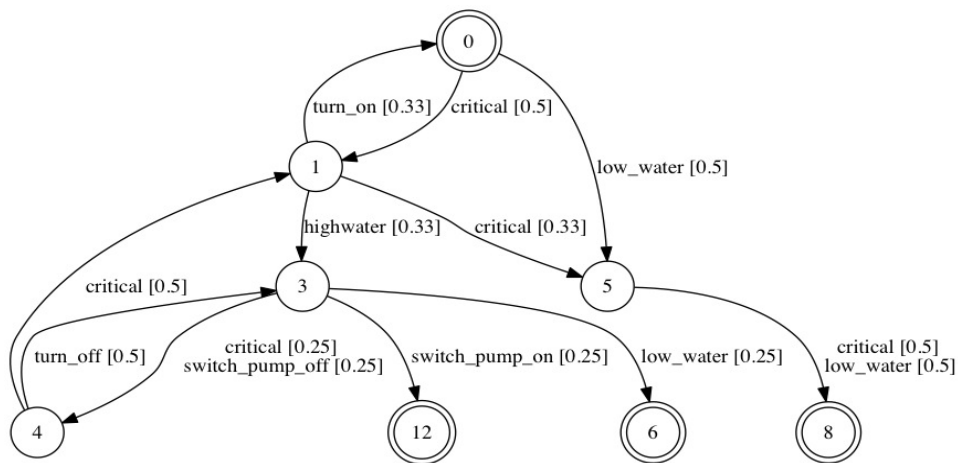 0
turn_on [0.33]
critical [0.5]
low_water [0.5]
1
highwater [0.33]
critical [0.33]
critical [0.5]
3
5
turn_off [0.5]
critical [0.25]
switch_pump_off [0.25]
switch_pump_on [0.25]
low_water [0.25]
critical [0.5]
low_water [0.5]
4
12
6
8